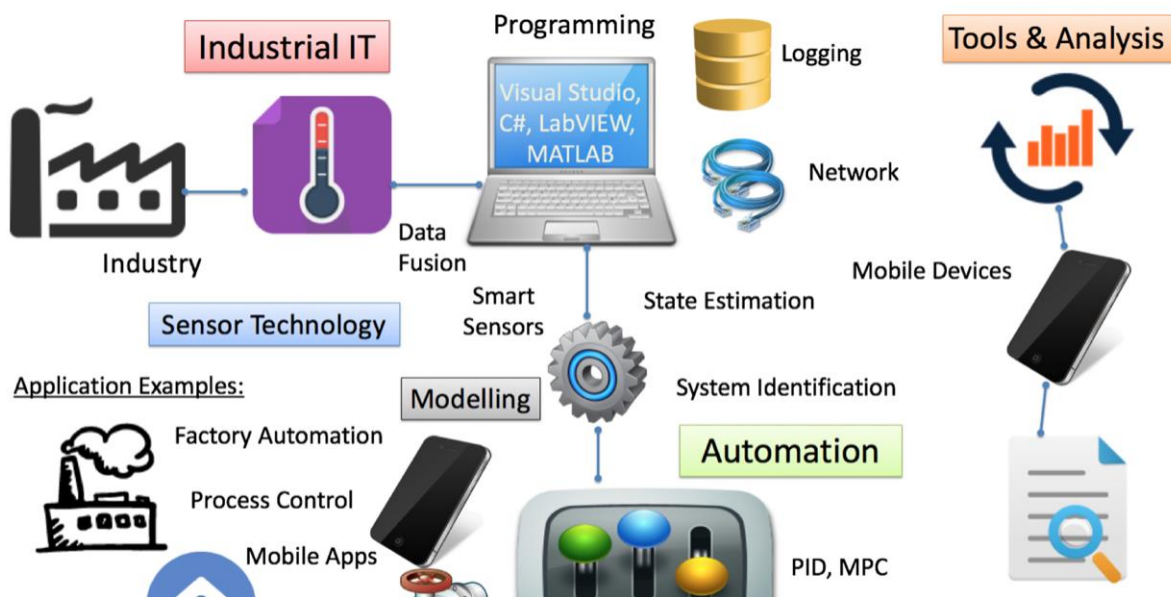 Industrial IT
Programming
Visual Studio,
C#, LabVIEW,
MATLAB
Logging
Network
Tools & Analysis
Industry
Data
Fusion
Smart
Sensors
State Estimation
Mobile Devices
Sensor Technology
Application Examples:
Modelling
System Identification
Factory Automation
Automation
Process Control
Mobile Apps
PID, MPC